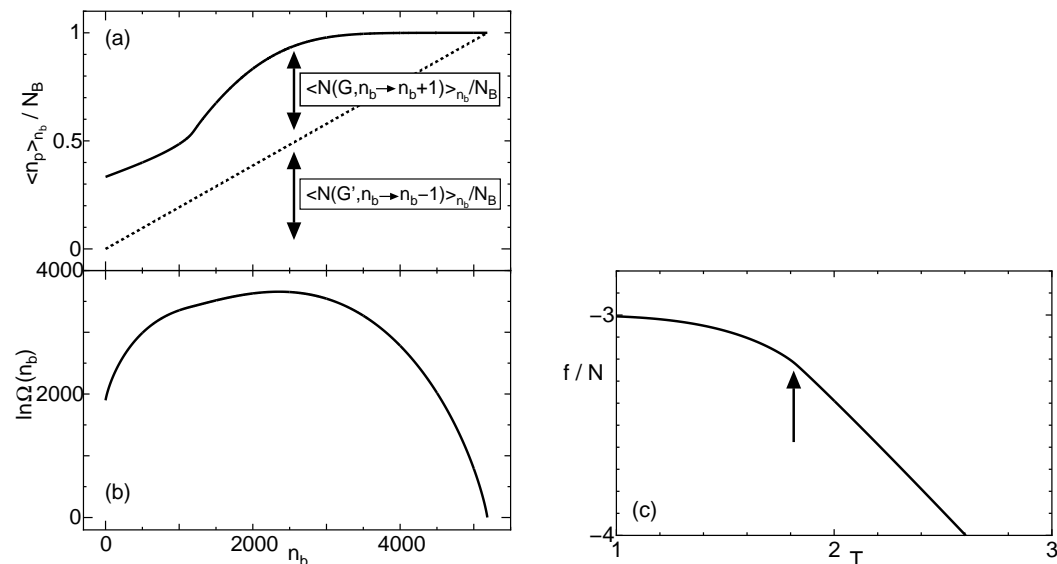 (a)
1
0.5
0
<n_p>_{n_b} / N_B
<N(G,n_b→n_b+1)>_{n_b}/N_B
<N(G',n_b→n_b−1)>_{n_b}/N_B
4000
2000
0
lnΩ(n_b)
(b)
0 2000 4000
n_b
−3
f / N
−4
(c)
1 2 3
T